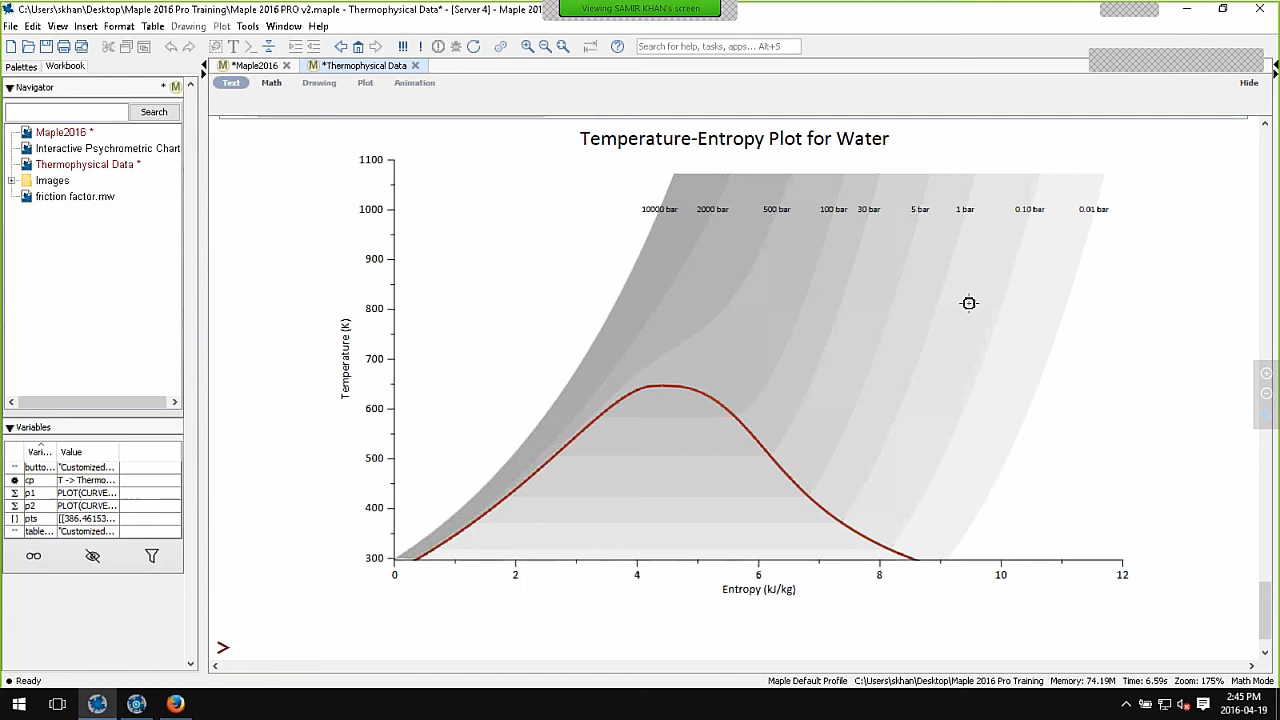 C:\Users\skhan\Desktop\Maple 2016 Pro Training\Maple 2016 PRO v2.maple - Thermophysical Data* - [Server 4] - Maple 2016
Viewing SAMIR KHAN's screen
File Edit View Insert Format Table Drawing Plot Tools Window Help
Search for help, tasks, apps... Alt+S
Palettes Workbook
*Maple2016 *Thermophysical Data
Text Math Drawing Plot Animation Hide
Navigator *
Search
Maple2016 *
Interactive Psychrometric Chart
Thermophysical Data *
Images
friction factor.mw
Variables
Vari... Value
butto... "Customized...
cp T -> Thermo...
p1 PLOT(CURVE...
p2 PLOT(CURVE...
pts [[386.46153...
table... "Customized...
Temperature-Entropy Plot for Water
1100
1000
900
800
700
600
500
400
300
Temperature (K)
10000 bar 2000 bar 500 bar 100 bar 30 bar 5 bar 1 bar 0.10 bar 0.01 bar
0 2 4 6 8 10 12
Entropy (kJ/kg)
>
Ready
Maple Default Profile C:\Users\skhan\Desktop\Maple 2016 Pro Training Memory: 74.19M Time: 6.59s Zoom: 175% Math Mode
2:45 PM
2016-04-19